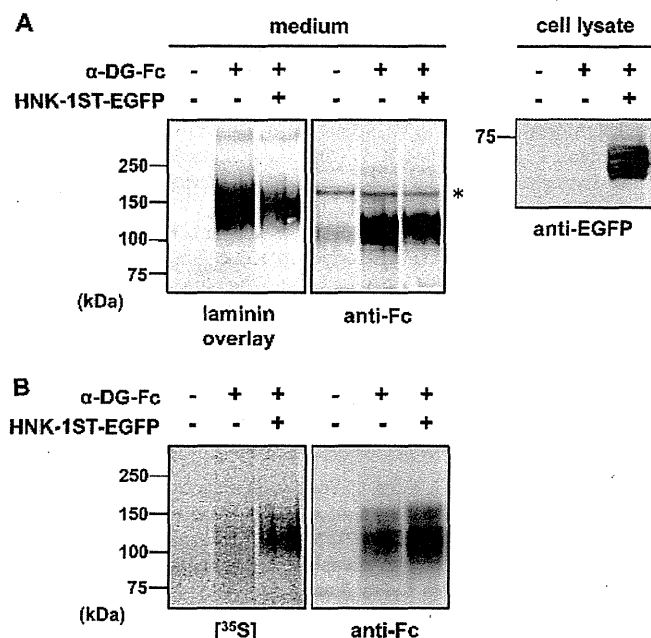 A
medium
cell lysate
α-DG-Fc - + + - + + - + +
HNK-1ST-EGFP - - + - - + - - +
250
150
100
75
(kDa)
*
75
laminin
overlay
anti-Fc
anti-EGFP
B
α-DG-Fc - + + - + +
HNK-1ST-EGFP - - + - - + 
250
150
100
75
(kDa)
[³⁵S]
anti-Fc